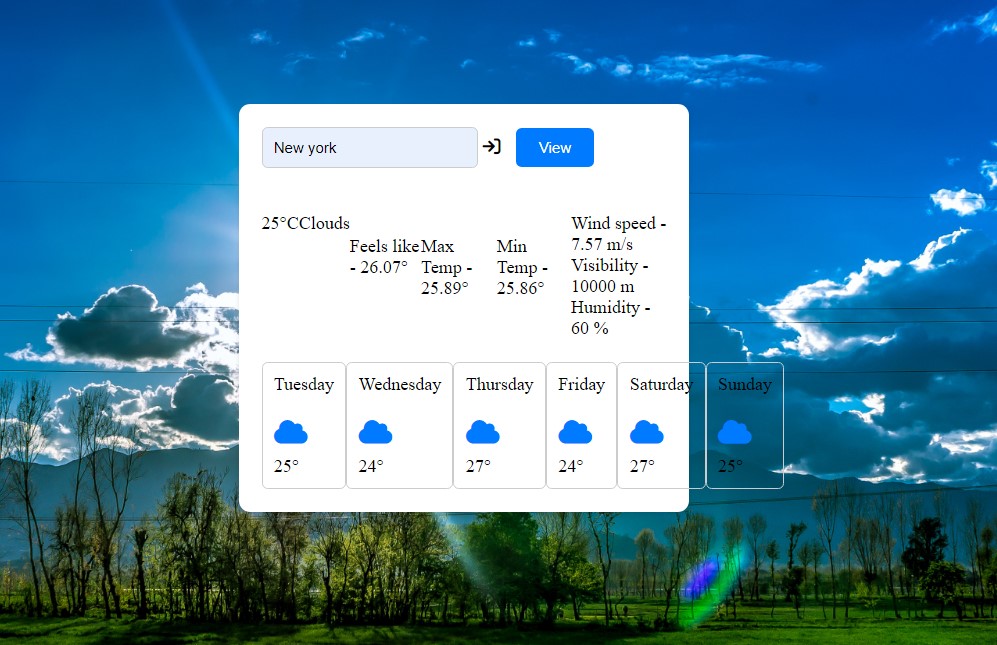 New york
View
25°CClouds
Feels like
- 26.07°
Max
Temp -
25.89°
Min
Temp -
25.86°
Wind speed -
7.57 m/s
Visibility -
10000 m
Humidity -
60 %
Tuesday
25°
Wednesday
24°
Thursday
27°
Friday
24°
Saturday
27°
Sunday
25°